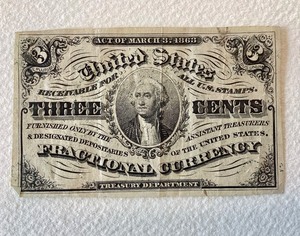 ACT OF MARCH 3, 1863
3 United States 3
RECEIVABLE FOR ALL U.S. STAMPS.
THREE CENTS
FURNISHED ONLY BY THE ASSISTANT TREASURERS
& DESIGNATED DEPOSITARIES OF THE UNITED STATES.
FRACTIONAL CURRENCY
TREASURY DEPARTMENT